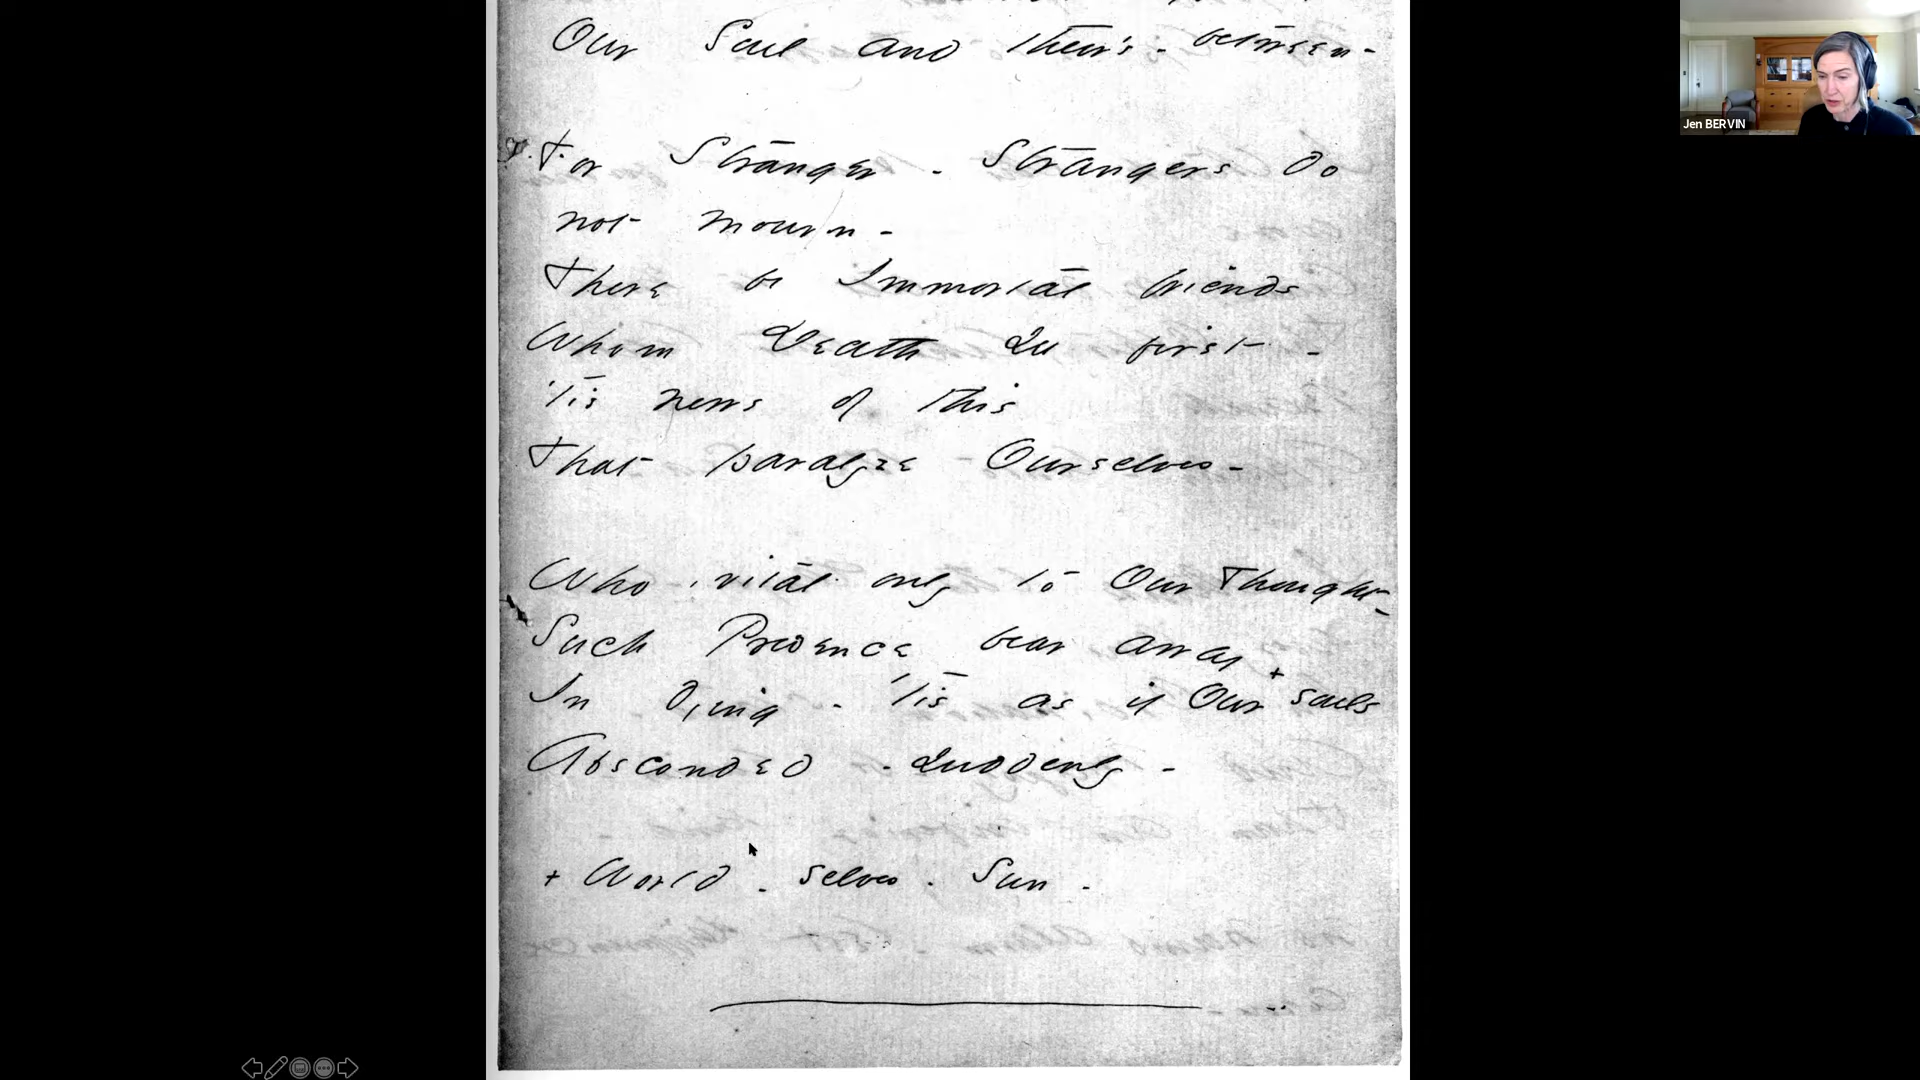 Our Soul and Their's - between -
For Stranger - Strangers do
not mourn -
There be Immortal friends
Whom Death see first -
'tis news of this
That paralyze Ourselves -
Who - vital only to Our Thought -
Such Presence bear away
In dying - 'tis as if Our + souls
Absconded - suddenly -
+ World - selves - Sun -
Jen BERVIN